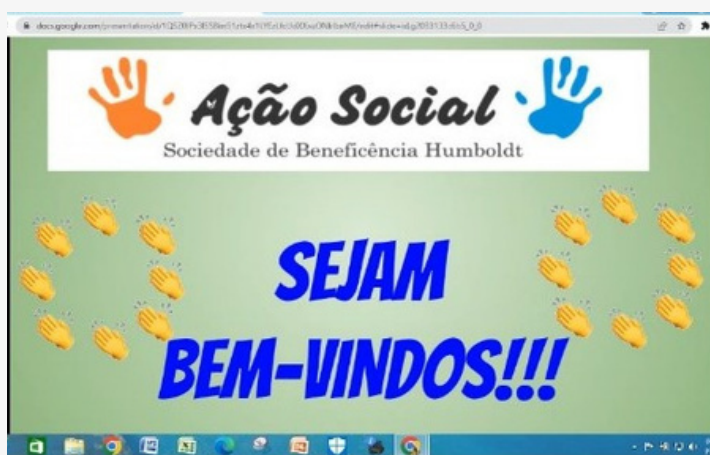 Ação Social
Sociedade de Beneficência Humboldt
SEJAM
BEM-VINDOS!!!